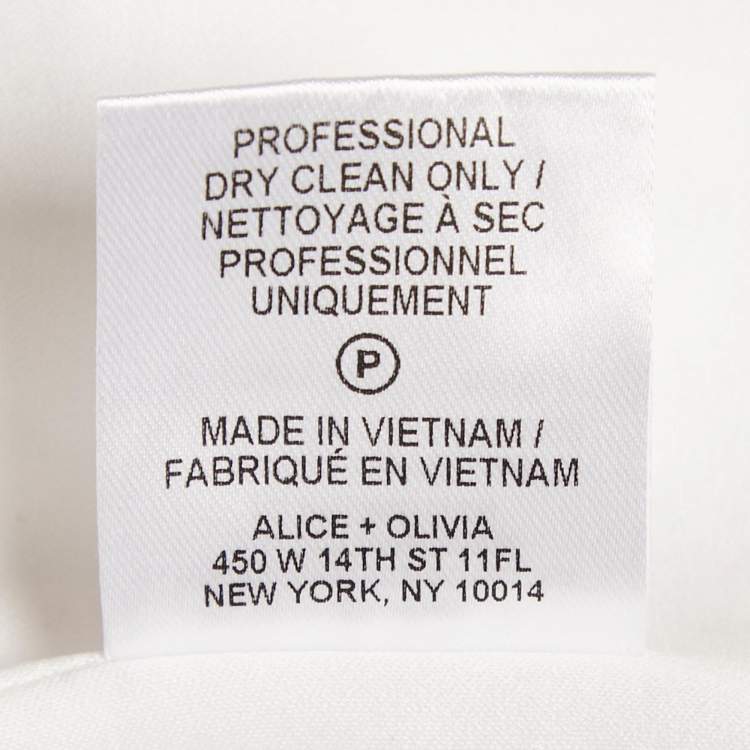 PROFESSIONAL
DRY CLEAN ONLY /
NETTOYAGE À SEC
PROFESSIONNEL
UNIQUEMENT
P
MADE IN VIETNAM /
FABRIQUÉ EN VIETNAM
ALICE + OLIVIA
450 W 14TH ST 11FL
NEW YORK, NY 10014